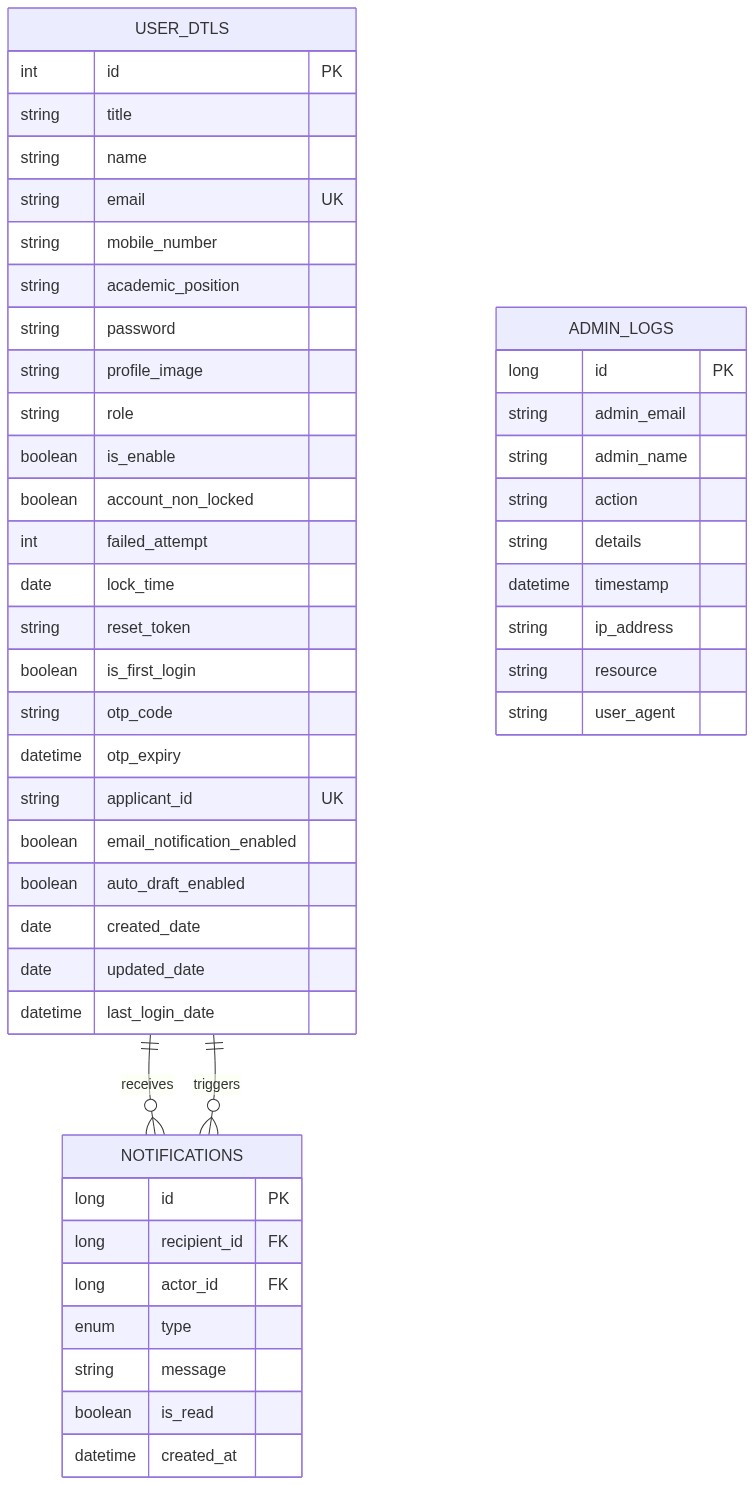 USER_DTLS
int id PK
string title
string name
string email UK
string mobile_number
string academic_position
string password
string profile_image
string role
boolean is_enable
boolean account_non_locked
int failed_attempt
date lock_time
string reset_token
boolean is_first_login
string otp_code
datetime otp_expiry
string applicant_id UK
boolean email_notification_enabled
boolean auto_draft_enabled
date created_date
date updated_date
datetime last_login_date
ADMIN_LOGS
long id PK
string admin_email
string admin_name
string action
string details
datetime timestamp
string ip_address
string resource
string user_agent
receives triggers
NOTIFICATIONS
long id PK
long recipient_id FK
long actor_id FK
enum type
string message
boolean is_read
datetime created_at